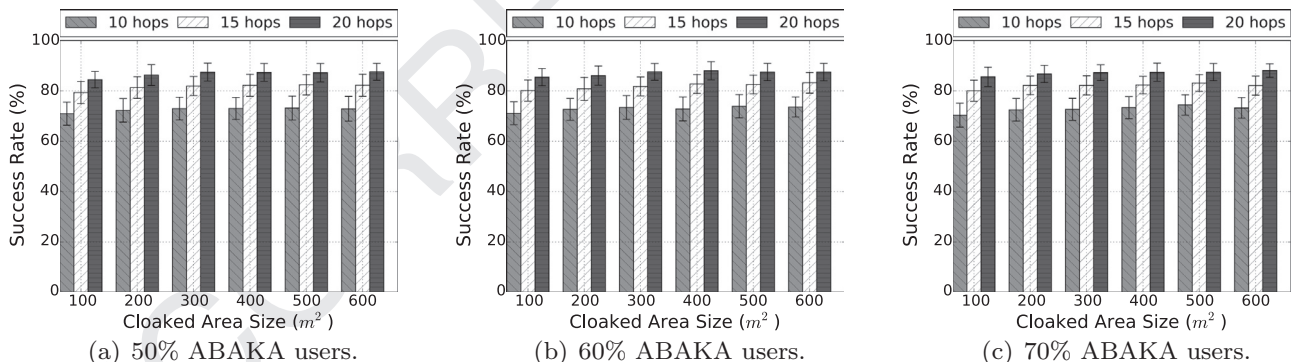 10 hops 15 hops 20 hops
100
80
60
40
20
0
Success Rate (%)
100 200 300 400 500 600
Cloaked Area Size (m²)
(a) 50% ABAKA users.
10 hops 15 hops 20 hops
100
80
60
40
20
0
Success Rate (%)
100 200 300 400 500 600
Cloaked Area Size (m²)
(b) 60% ABAKA users.
10 hops 15 hops 20 hops
100
80
60
40
20
0
Success Rate (%)
100 200 300 400 500 600
Cloaked Area Size (m²)
(c) 70% ABAKA users.